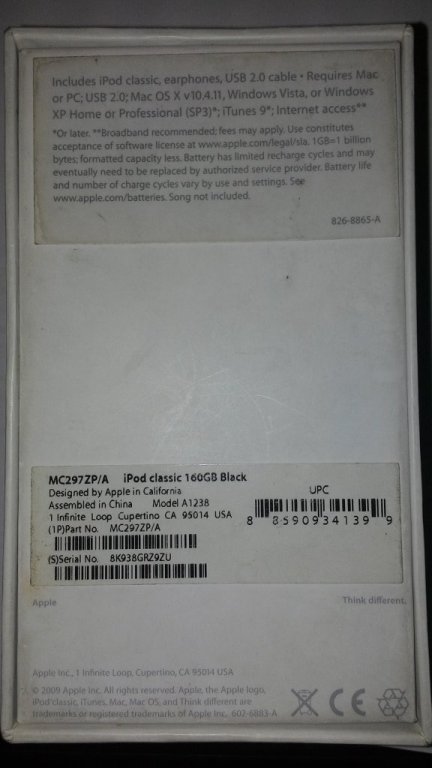 Includes iPod classic, earphones, USB 2.0 cable • Requires Mac
or PC; USB 2.0; Mac OS X v10.4.11, Windows Vista, or Windows
XP Home or Professional (SP3)*; iTunes 9*; Internet access**
*Or later. **Broadband recommended; fees may apply. Use constitutes
acceptance of software license at www.apple.com/legal/sla. 1GB=1 billion
bytes; formatted capacity less. Battery has limited recharge cycles and may
eventually need to be replaced by authorized service provider. Battery life
and number of charge cycles vary by use and settings. See
www.apple.com/batteries. Song not included.
826-8865-A
MC297ZP/A iPod classic 160GB Black
Designed by Apple in California
Assembled in China Model A1238
1 Infinite Loop Cupertino CA 95014 USA
(1P)Part No. MC297ZP/A
UPC
8 85909 34139 9
(S)Serial No. 8K938GRZ9ZU
Apple
Think different.
Apple Inc., 1 Infinite Loop, Cupertino, CA 95014 USA
© 2009 Apple Inc. All rights reserved. Apple, the Apple logo,
iPod classic, iTunes, Mac, Mac OS, and Think different are
trademarks or registered trademarks of Apple Inc. 602-6883-A
CE